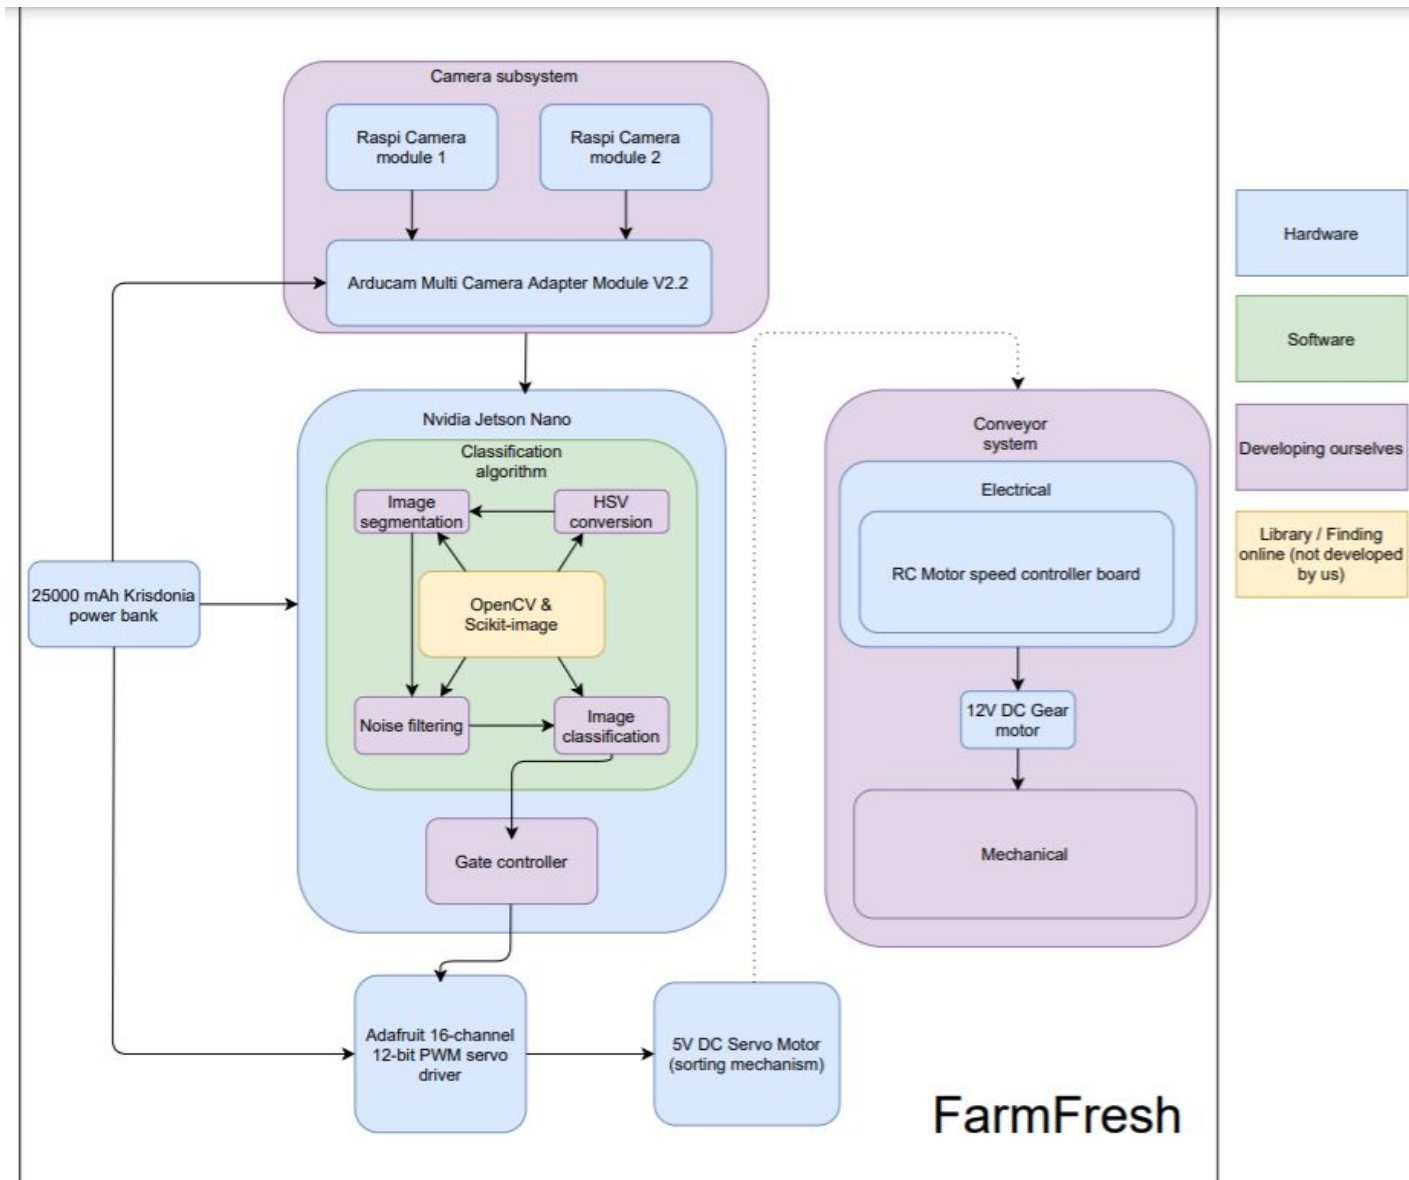 Camera subsystem
Raspi Camera
module 1
Raspi Camera
module 2
Arducam Multi Camera Adapter Module V2.2
Nvidia Jetson Nano
Classification
algorithm
Image
segmentation
HSV
conversion
OpenCV &
Scikit-image
Noise filtering
Image
classification
Gate controller
25000 mAh Krisdonia
power bank
Adafruit 16-channel
12-bit PWM servo
driver
5V DC Servo Motor
(sorting mechanism)
Conveyor
system
Electrical
RC Motor speed controller board
12V DC Gear
motor
Mechanical
FarmFresh
Hardware
Software
Developing ourselves
Library / Finding
online (not developed
by us)